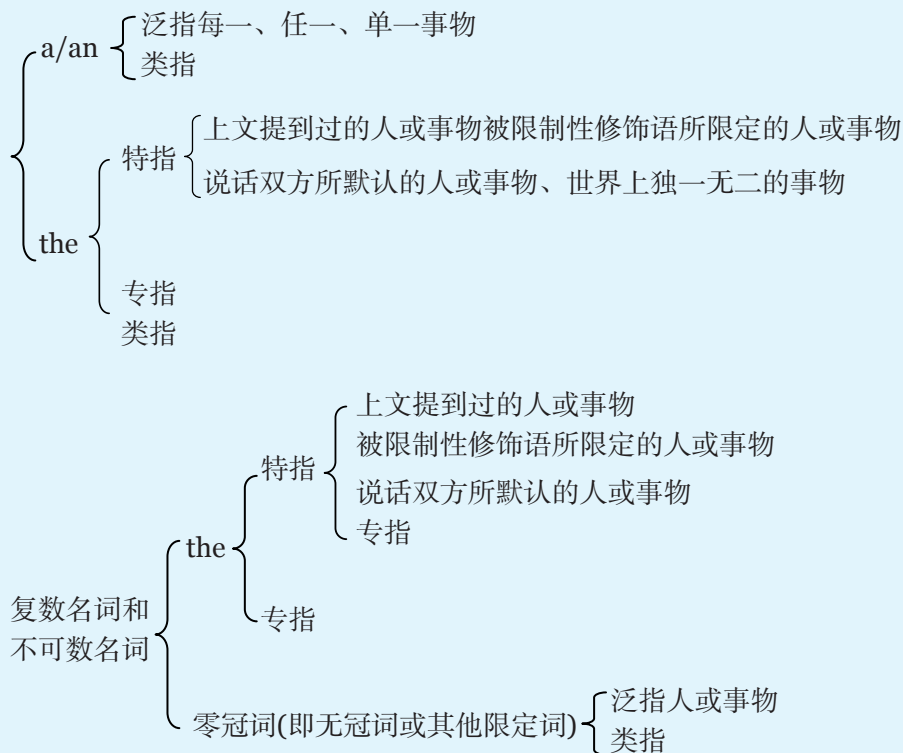 a/an
泛指每一、任一、单一事物
类指
the
特指
上文提到过的人或事物被限制性修饰语所限定的人或事物
说话双方所默认的人或事物、世界上独一无二的事物
专指
类指
复数名词和
不可数名词
the
特指
上文提到过的人或事物
被限制性修饰语所限定的人或事物
说话双方所默认的人或事物
专指
专指
零冠词(即无冠词或其他限定词)
泛指人或事物
类指